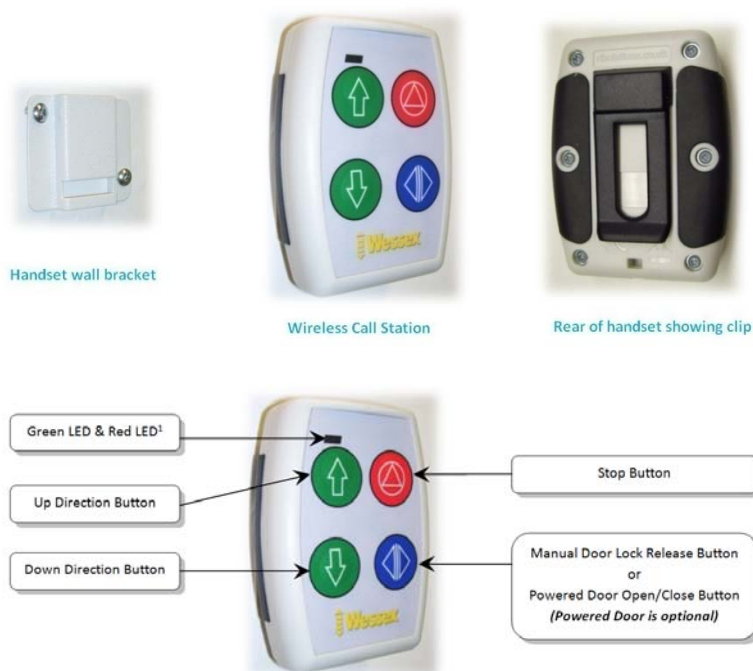 Wessex
Handset wall bracket
Wireless Call Station
Rear of handset showing clip
Green LED & Red LED¹
Up Direction Button
Down Direction Button
Stop Button
Manual Door Lock Release Button
or
Powered Door Open/Close Button
(Powered Door is optional)
Wessex